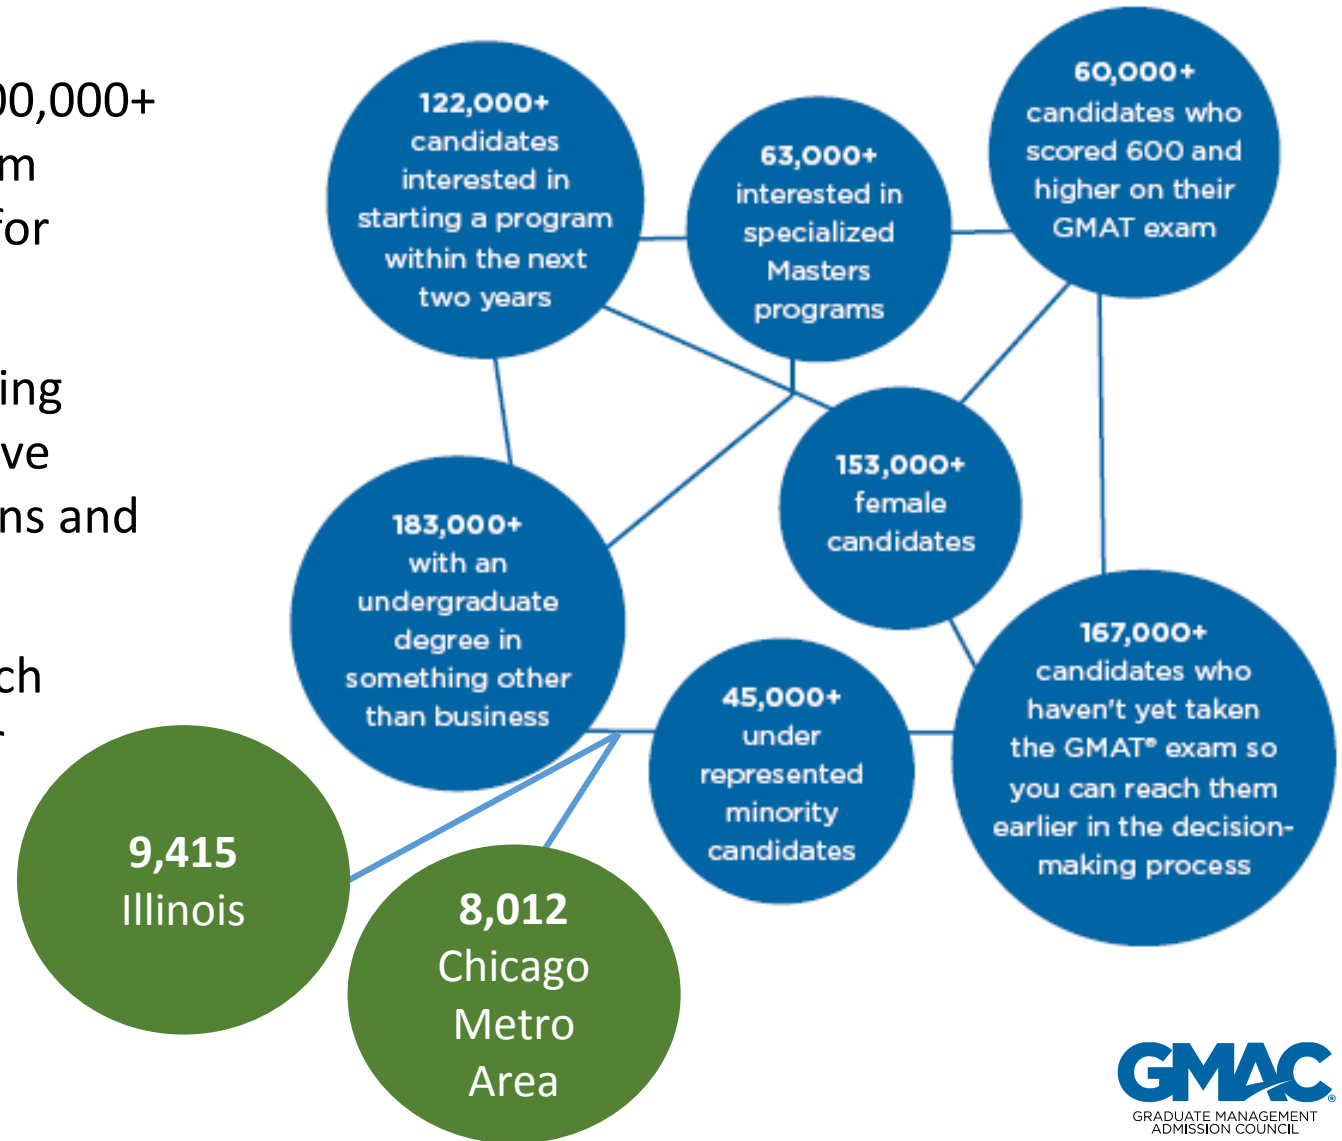 00,000+
m
for
ing
ve
ns and
ch
122,000+
candidates
interested in
starting a program
within the next
two years
63,000+
interested in
specialized
Masters
programs
60,000+
candidates who
scored 600 and
higher on their
GMAT exam
153,000+
female
candidates
183,000+
with an
undergraduate
degree in
something other
than business
45,000+
under
represented
minority
candidates
167,000+
candidates who
haven't yet taken
the GMAT® exam so
you can reach them
earlier in the decision-
making process
9,415
Illinois
8,012
Chicago
Metro
Area
GMAC®
GRADUATE MANAGEMENT
ADMISSION COUNCIL